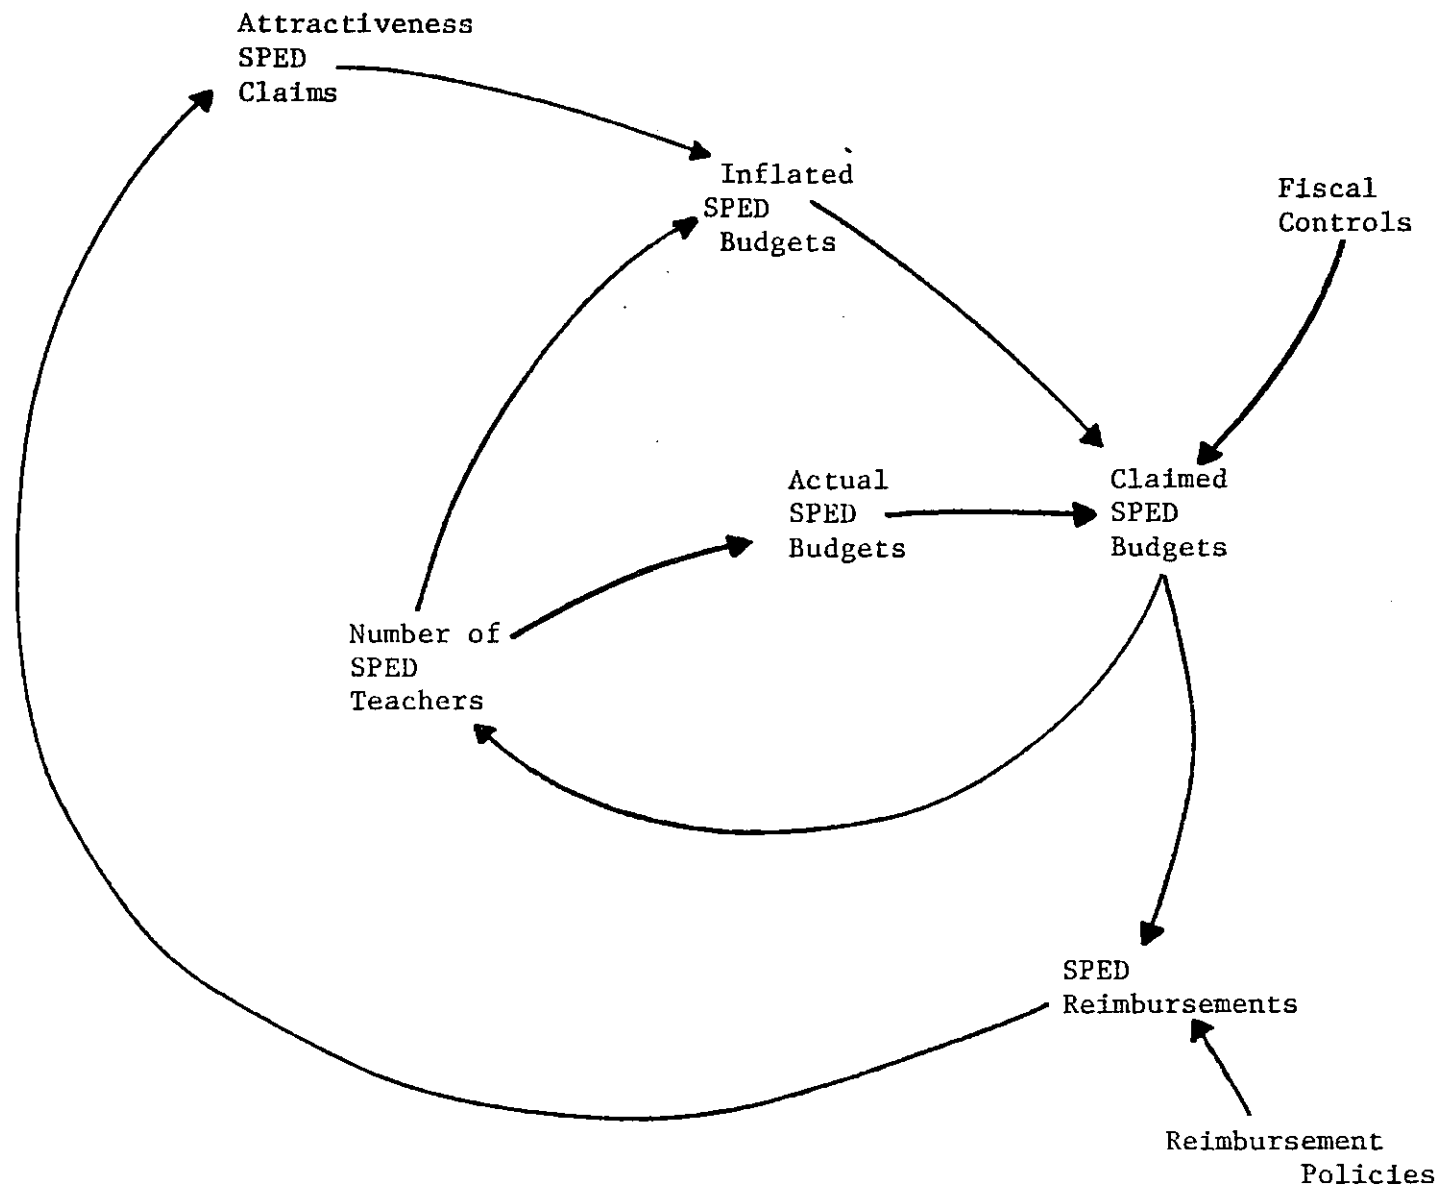 Attractiveness
SPED
Claims
Inflated
SPED
Budgets
Fiscal
Controls
Actual
SPED
Budgets
Claimed
SPED
Budgets
Number of
SPED
Teachers
SPED
Reimbursements
Reimbursement
Policies